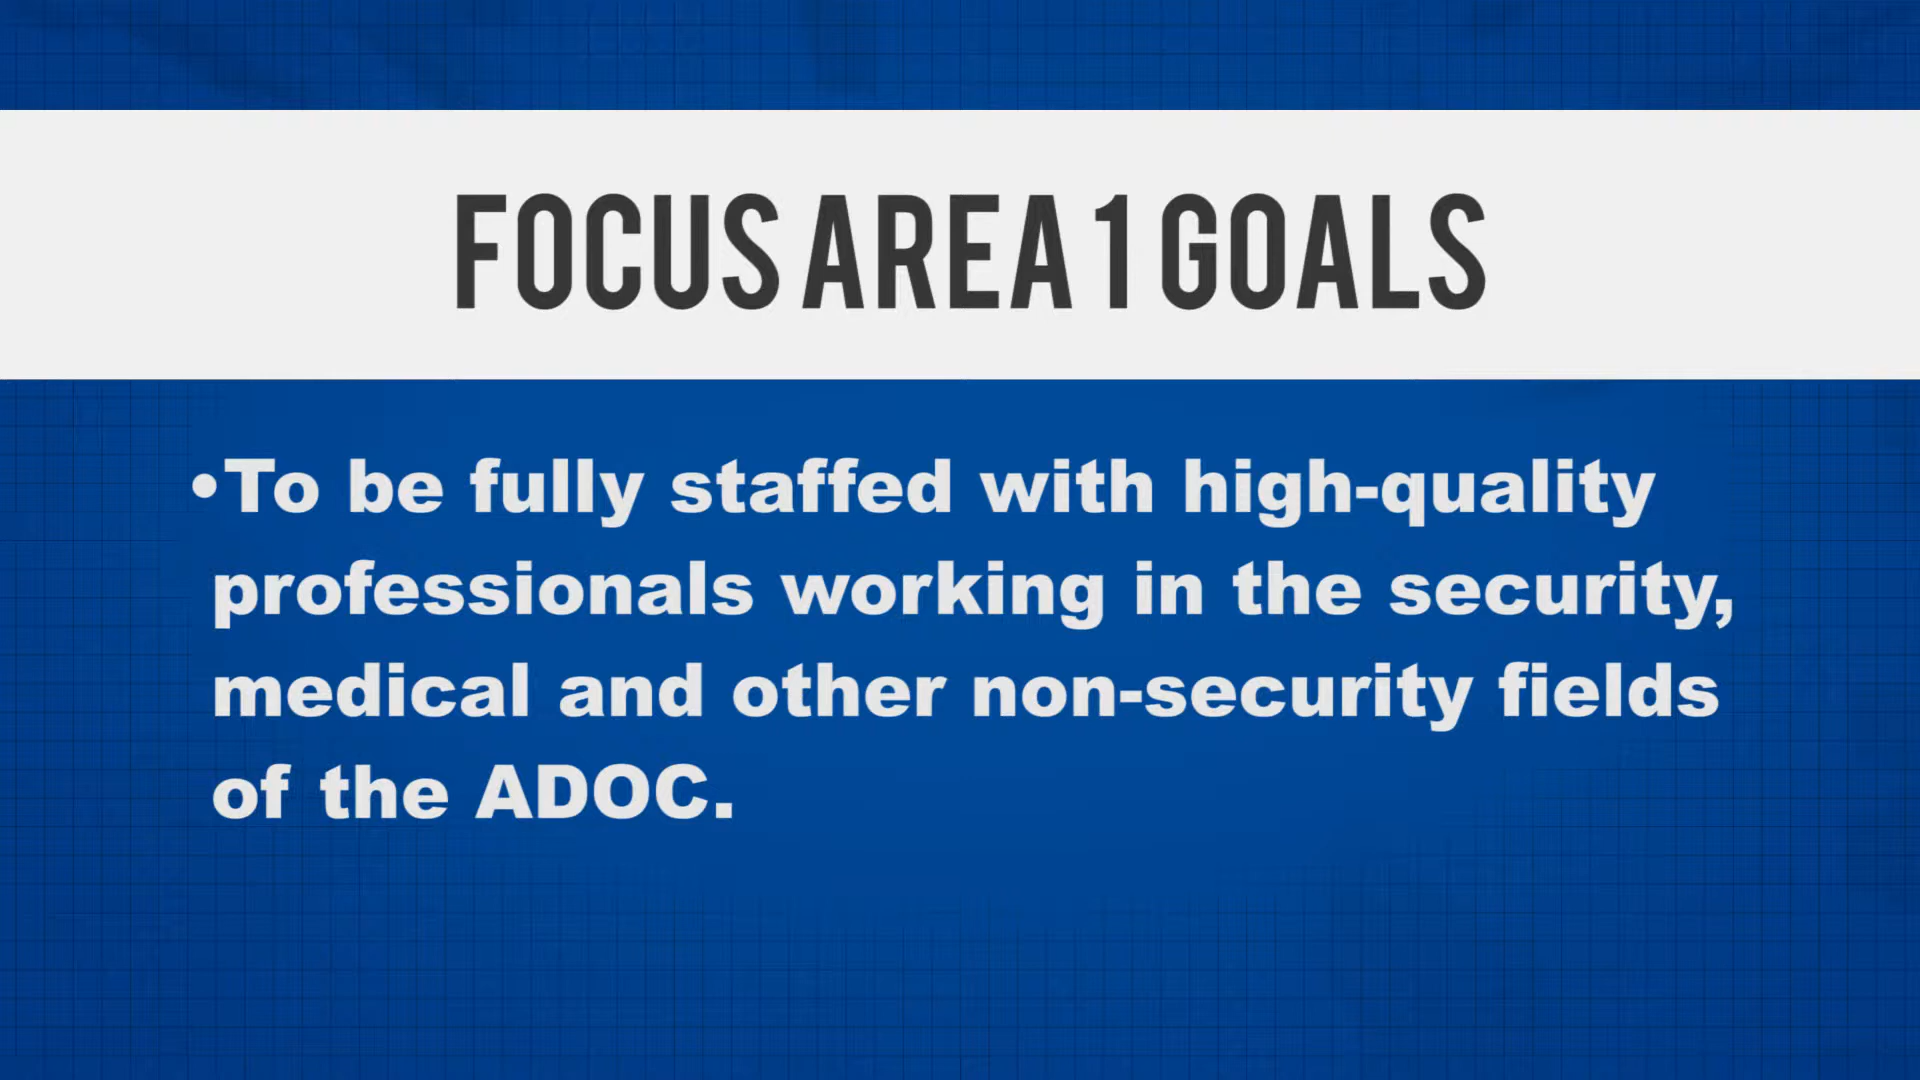 FOCUS AREA 1 GOALS
•To be fully staffed with high-quality
professionals working in the security,
medical and other non-security fields
of the ADOC.